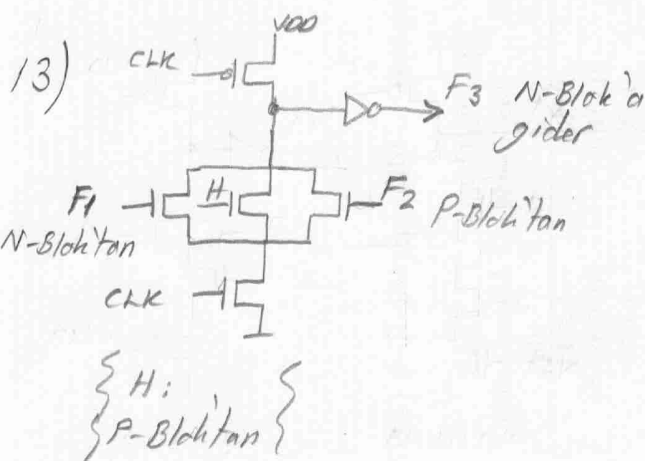 13)
VDD
CLK
F3 N-Blok'a
gider
F1
H
F2 P-Blok'tan
N-Blok'tan
CLK
H:
P-Blok'tan